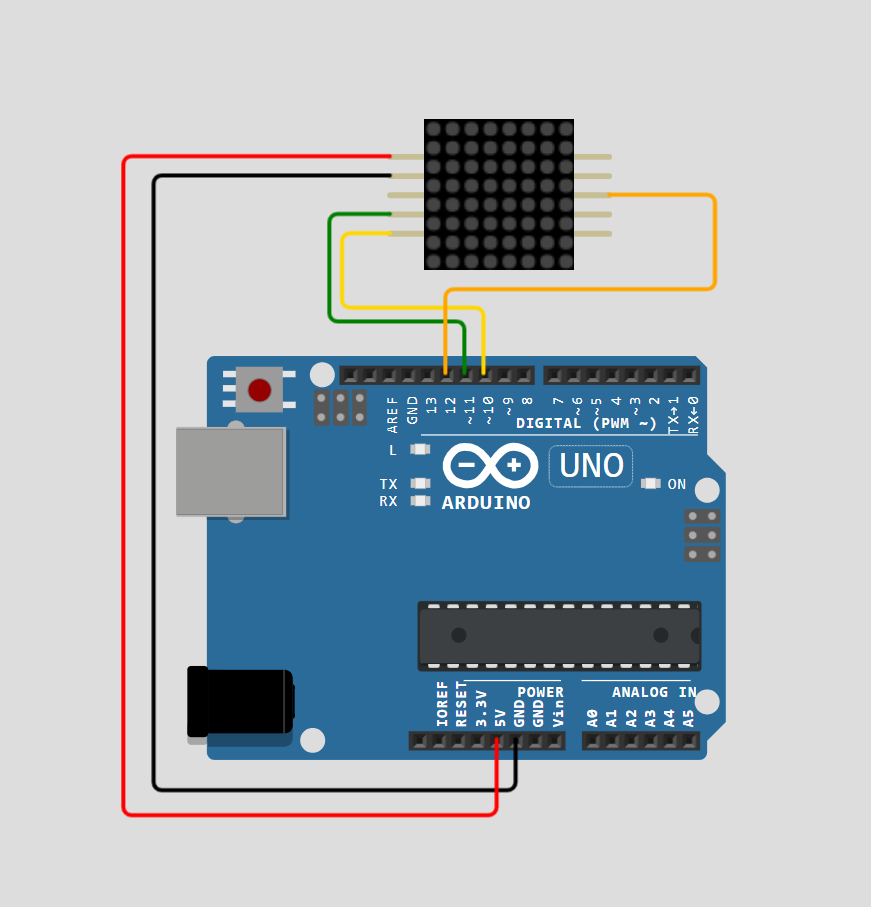 AREF
GND
13
12
~11
~10
~9
8
7
~6
~5
4
~3
2
TX→1
RX←0
DIGITAL (PWM ~)
L
TX
RX
ON
UNO
ARDUINO
POWER
ANALOG IN
IOREF
RESET
3.3V
5V
GND
GND
Vin
A0
A1
A2
A3
A4
A5